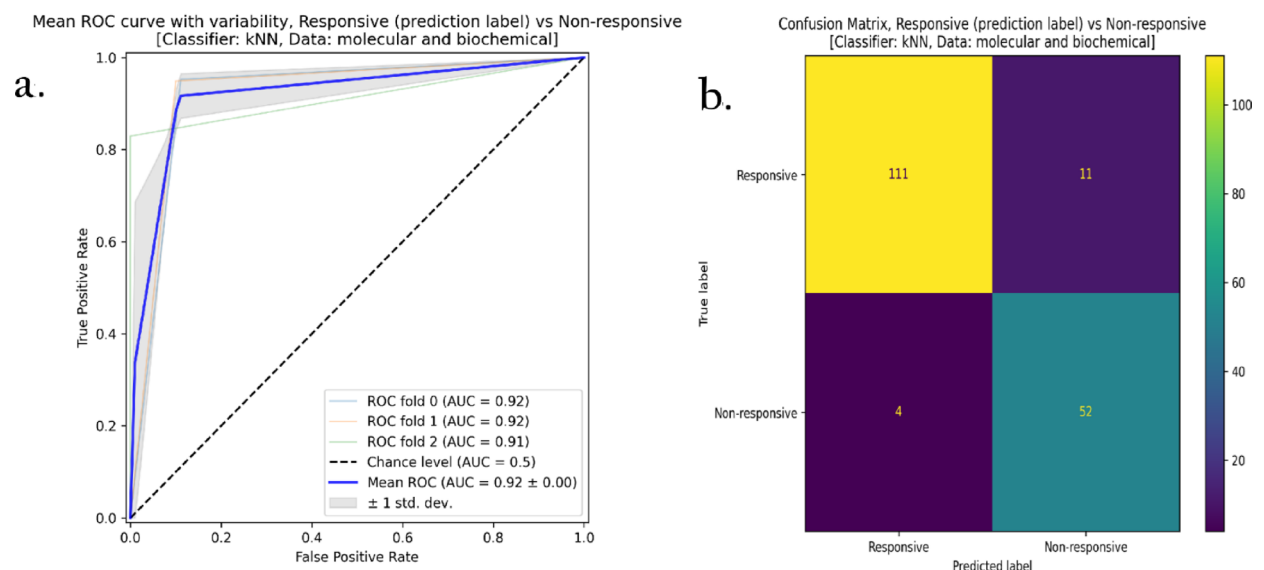 a.
Mean ROC curve with variability, Responsive (prediction label) vs Non-responsive
[Classifier: kNN, Data: molecular and biochemical]
True Positive Rate
1.0
0.8
0.6
0.4
0.2
0.0
ROC fold 0 (AUC = 0.92)
ROC fold 1 (AUC = 0.92)
ROC fold 2 (AUC = 0.91)
Chance level (AUC = 0.5)
Mean ROC (AUC = 0.92 ± 0.00)
± 1 std. dev.
0.0 0.2 0.4 0.6 0.8 1.0
False Positive Rate
b.
Confusion Matrix, Responsive (prediction label) vs Non-responsive
[Classifier: kNN, Data: molecular and biochemical]
True label
Responsive
111 11
Non-responsive
4 52
Responsive Non-responsive
Predicted label
100
80
60
40
20